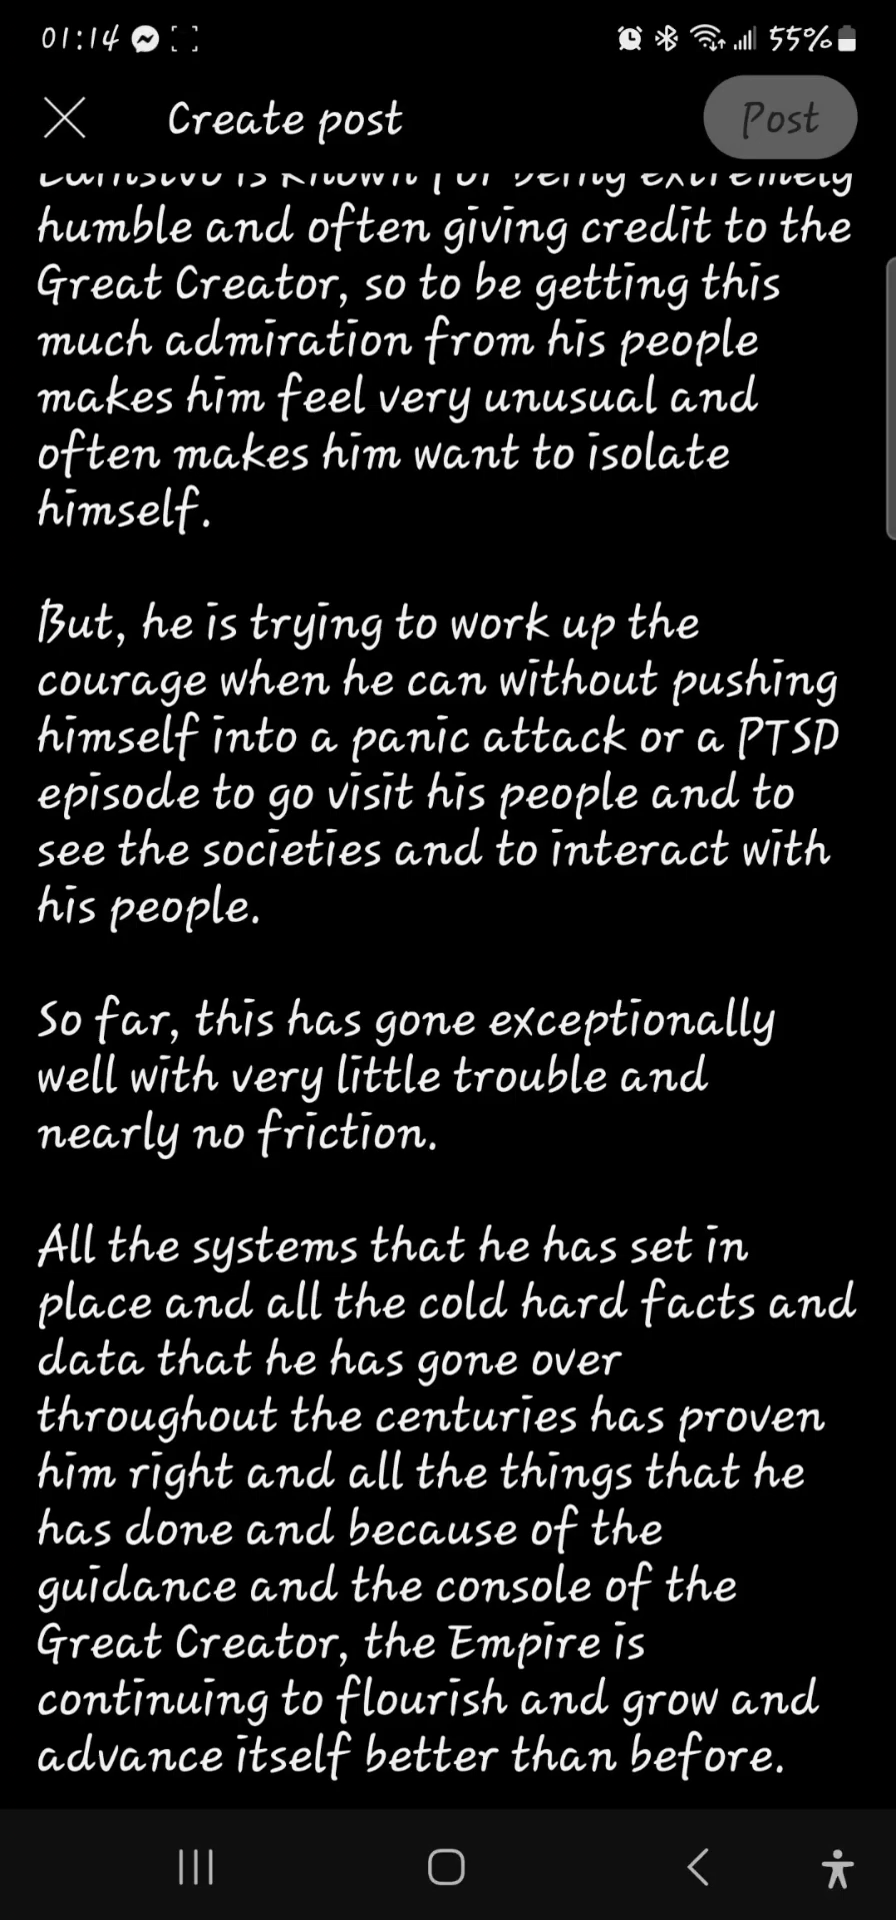 01:14
55%
Create post
Post
is known for being extremely
humble and often giving credit to the
Great Creator, so to be getting this
much admiration from his people
makes him feel very unusual and
often makes him want to isolate
himself.
But, he is trying to work up the
courage when he can without pushing
himself into a panic attack or a PTSD
episode to go visit his people and to
see the societies and to interact with
his people.
So far, this has gone exceptionally
well with very little trouble and
nearly no friction.
All the systems that he has set in
place and all the cold hard facts and
data that he has gone over
throughout the centuries has proven
him right and all the things that he
has done and because of the
guidance and the console of the
Great Creator, the Empire is
continuing to flourish and grow and
advance itself better than before.